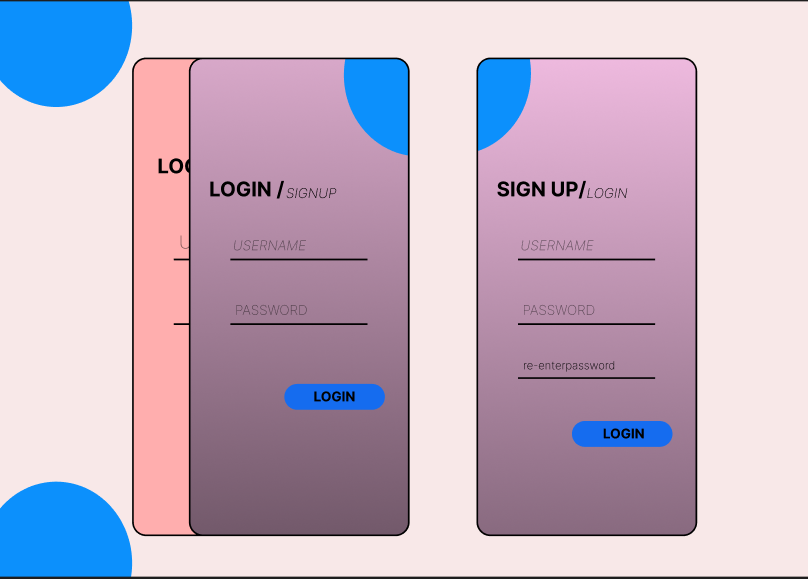 LOGIN / SIGNUP
USERNAME
PASSWORD
LOGIN
SIGN UP/LOGIN
USERNAME
PASSWORD
re-enterpassword
LOGIN